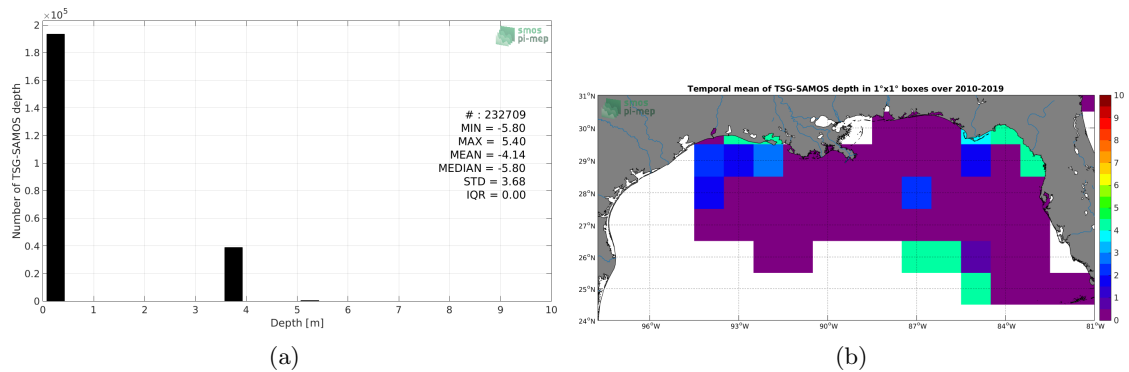 ×10⁵
2
1.8
1.6
1.4
1.2
1
0.8
0.6
0.4
0.2
0
Number of TSG-SAMOS depth
smos
pi-mep
# : 232709
MIN = -5.80
MAX = 5.40
MEAN = -4.14
MEDIAN = -5.80
STD = 3.68
IQR = 0.00
0 1 2 3 4 5 6 7 8 9 10
Depth [m]
(a)
Temporal mean of TSG-SAMOS depth in 1°x1° boxes over 2010-2019
smos
pi-mep
31°N
30°N
29°N
28°N
27°N
26°N
25°N
24°N
96°W 93°W 90°W 87°W 84°W 81°W
10
9
8
7
6
5
4
3
2
1
0
(b)